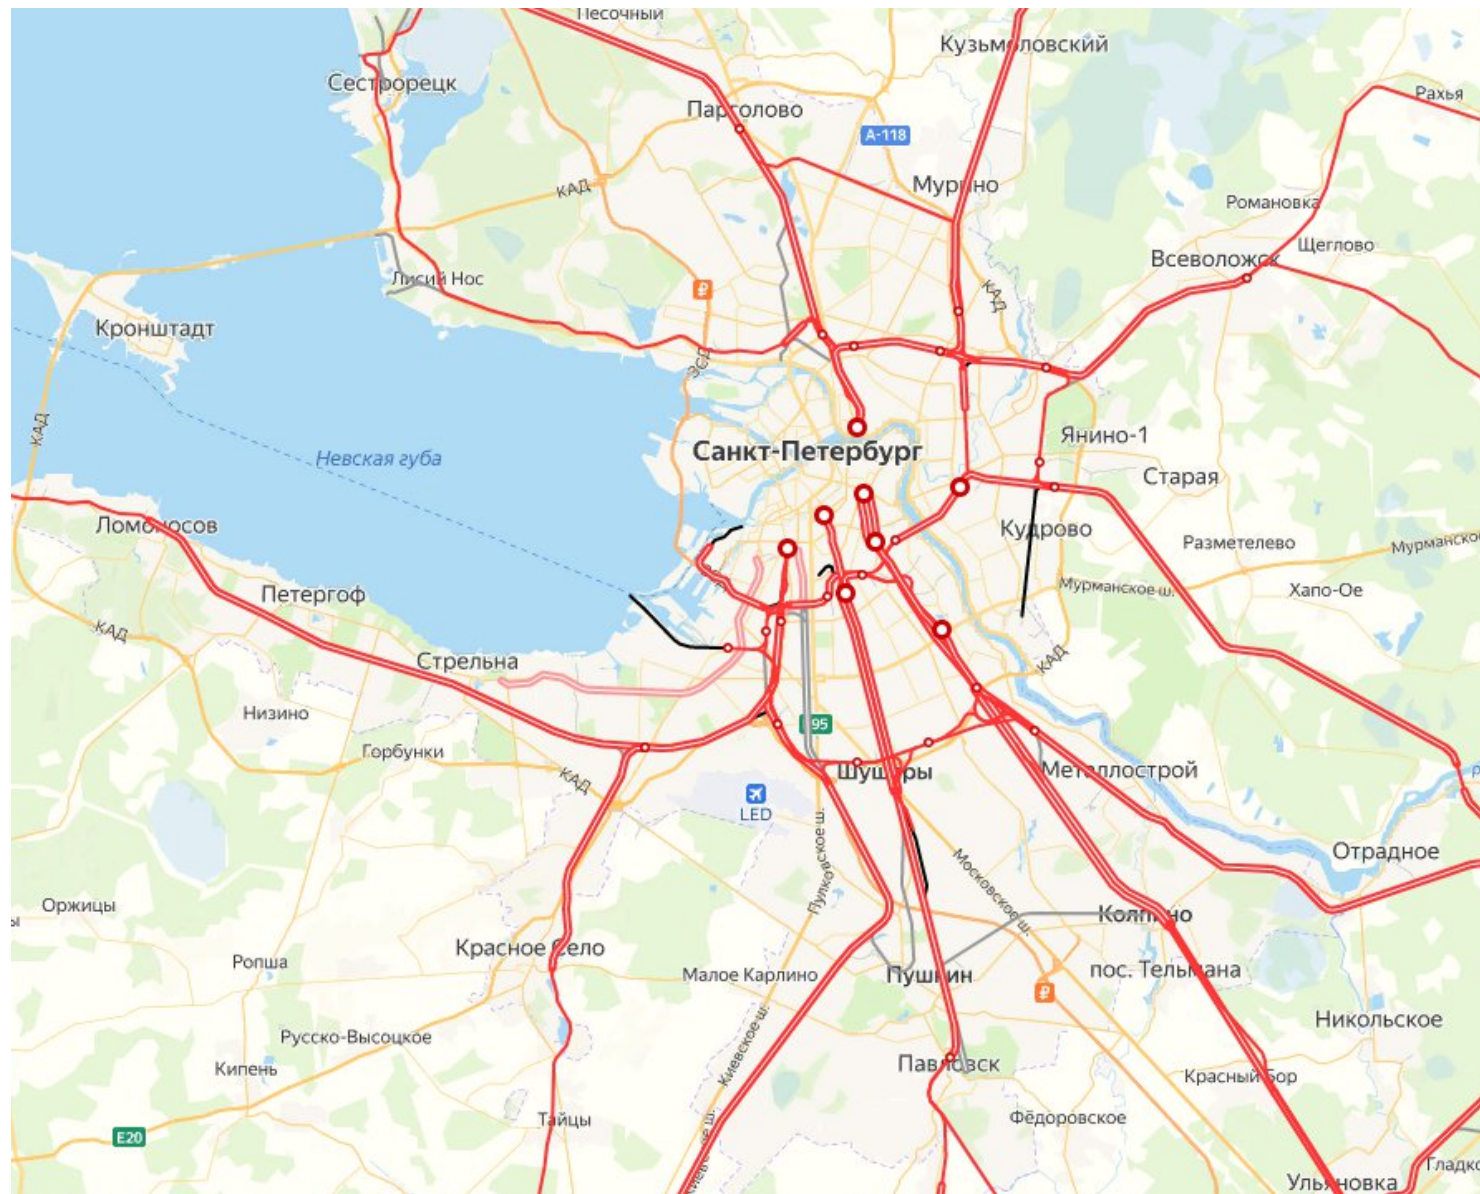 Песочный
Кузьмоловский
Сестрорецк
Рахья
Парголово
А-118
Мурино
КАД
Романовка
Щеглово
Всеволожск
Лисий Нос
КАД
Кронштадт
ЗСД
КАД
Янино-1
Санкт-Петербург
Невская губа
Старая
Ломоносов
Кудрово
Разметелево
Мурманское
Петергоф
Мурманское ш.
Хапо-Ое
КАД
Стрельна
КАД
Низино
Е95
Горбунки
КАД
Шушары
Металлострой
LED
Пулковское ш.
Московское ш.
Отрадное
Оржицы
Колпино
Красное Село
Ропша
Малое Карлино
Пушкин
пос. Тельмана
Никольское
Русско-Высоцкое
Киевское ш.
Кипень
Павловск
Красный Бор
Тайцы
Фёдоровское
Е20
Ульяновка